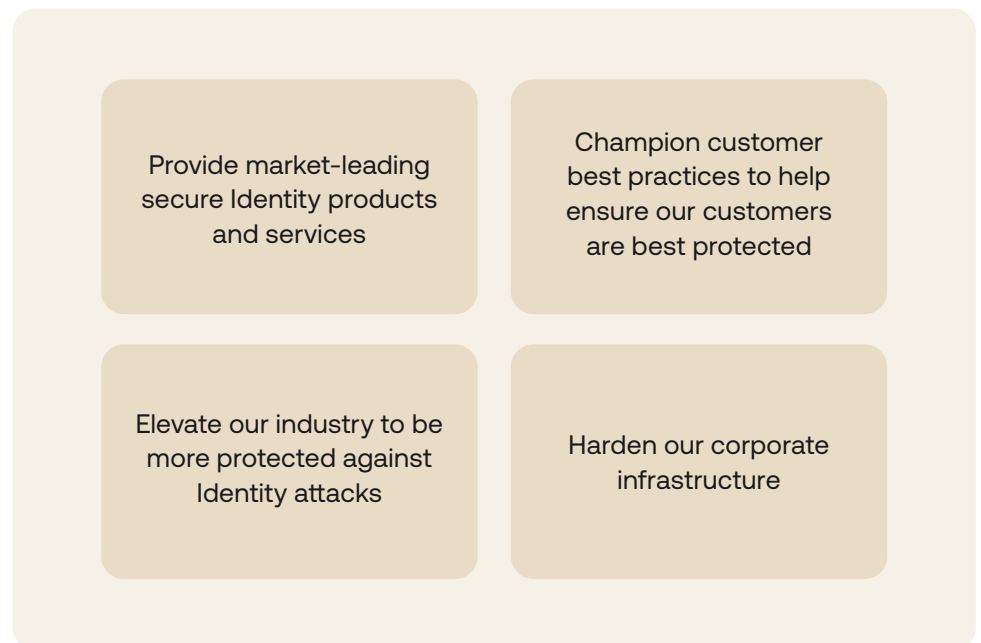 Provide market-leading
secure Identity products
and services
Champion customer
best practices to help
ensure our customers
are best protected
Elevate our industry to be
more protected against
Identity attacks
Harden our corporate
infrastructure